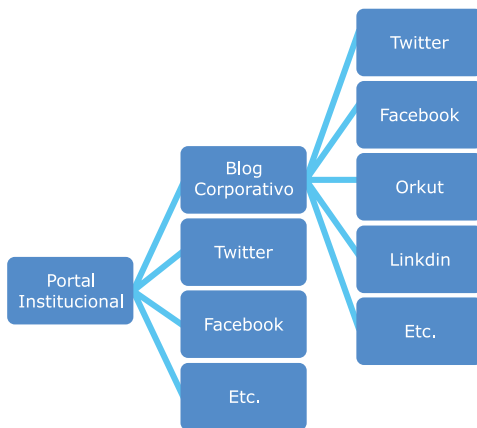 Portal
Institucional
Blog
Corporativo
Twitter
Facebook
Etc.
Twitter
Facebook
Orkut
Linkdin
Etc.